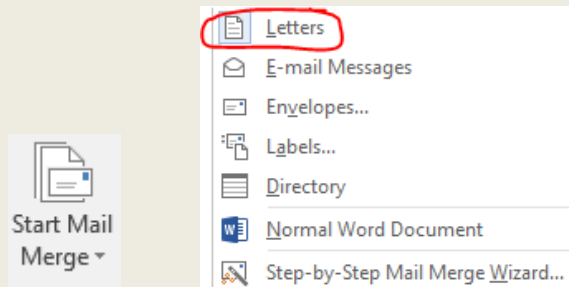 Start Mail
Merge
Letters
E-mail Messages
Envelopes...
Labels...
Directory
Normal Word Document
Step-by-Step Mail Merge Wizard...